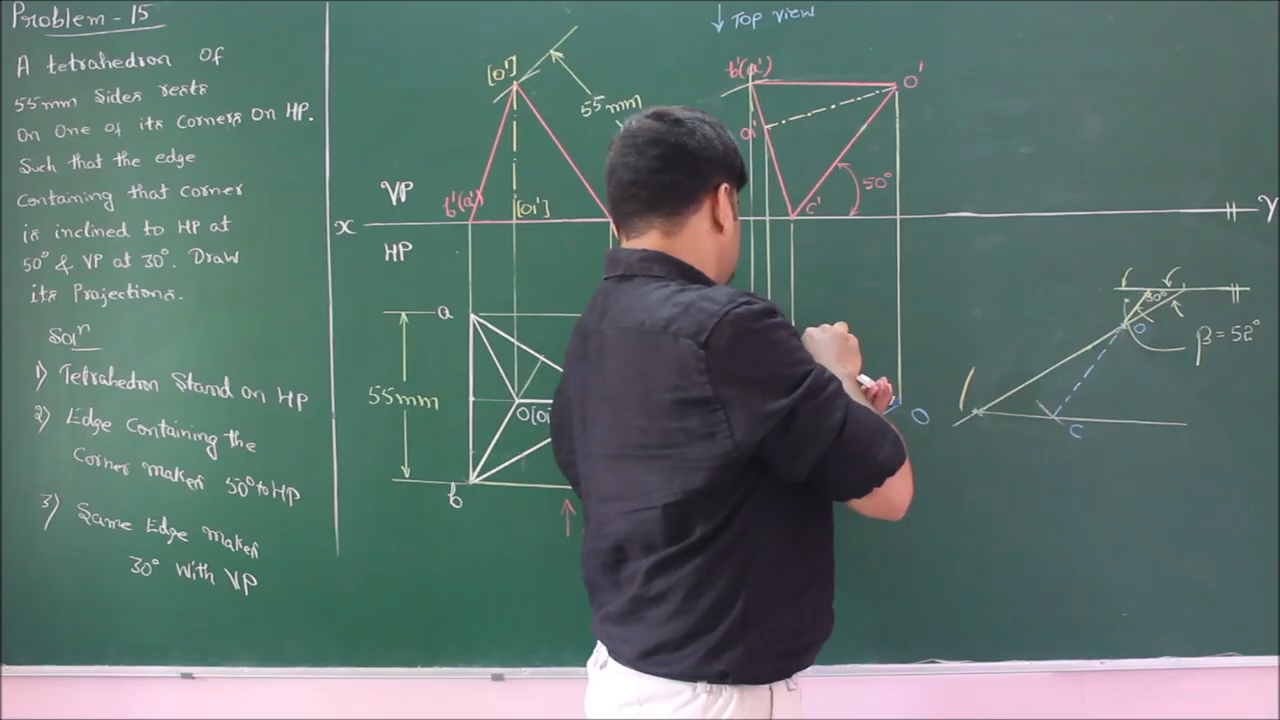 Problem - 15
A tetrahedron of
55mm Sides rests
On One of its Corners on HP.
Such that the edge
Containing that corner
is inclined to HP at
50° & VP at 30°. Draw
its Projections.
Solⁿ
1) Tetrahedron Stand on HP
2) Edge Containing the
Corner makes 50° to HP
3) Same Edge makes
30° With VP
↓ Top view
[o']
55mm
b'(a')
[o1']
VP
X
HP
a
55mm
b
b'(a')
o'
o1'
c'
50°
Y
O
30°
o
β = 52°
c